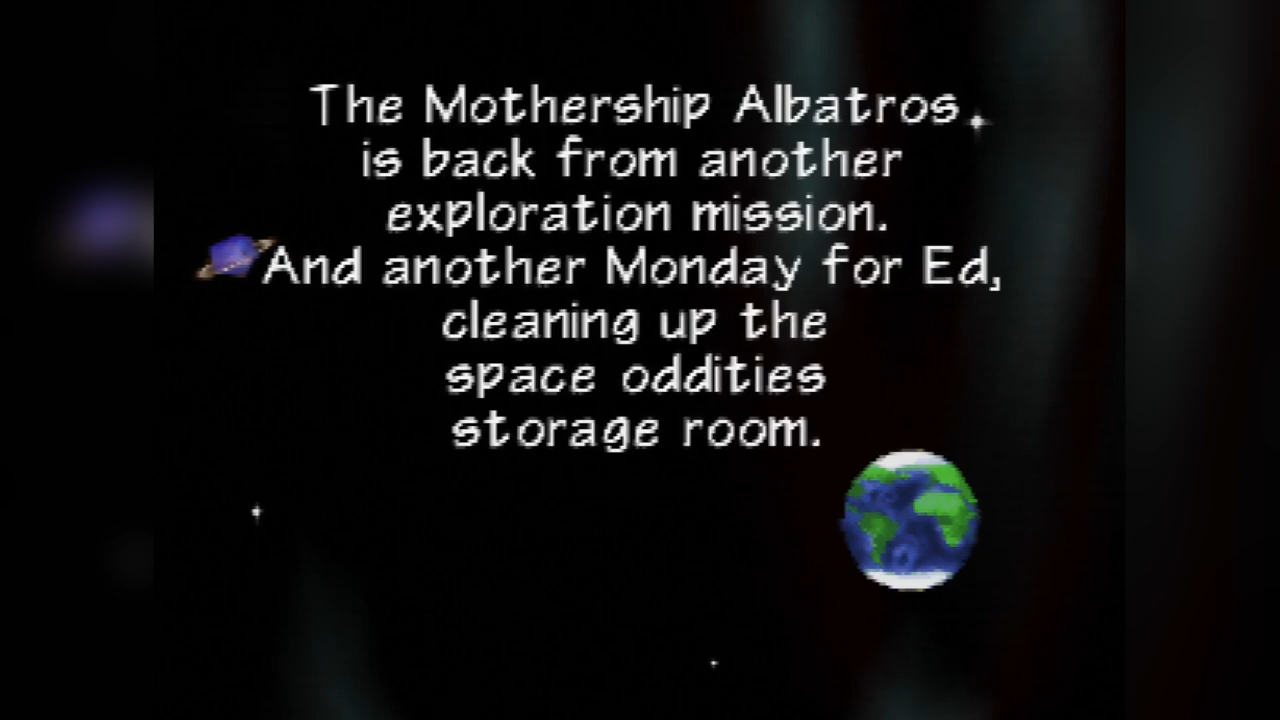 The Mothership Albatros
is back from another
exploration mission.
And another Monday for Ed,
cleaning up the
space oddities
storage room.